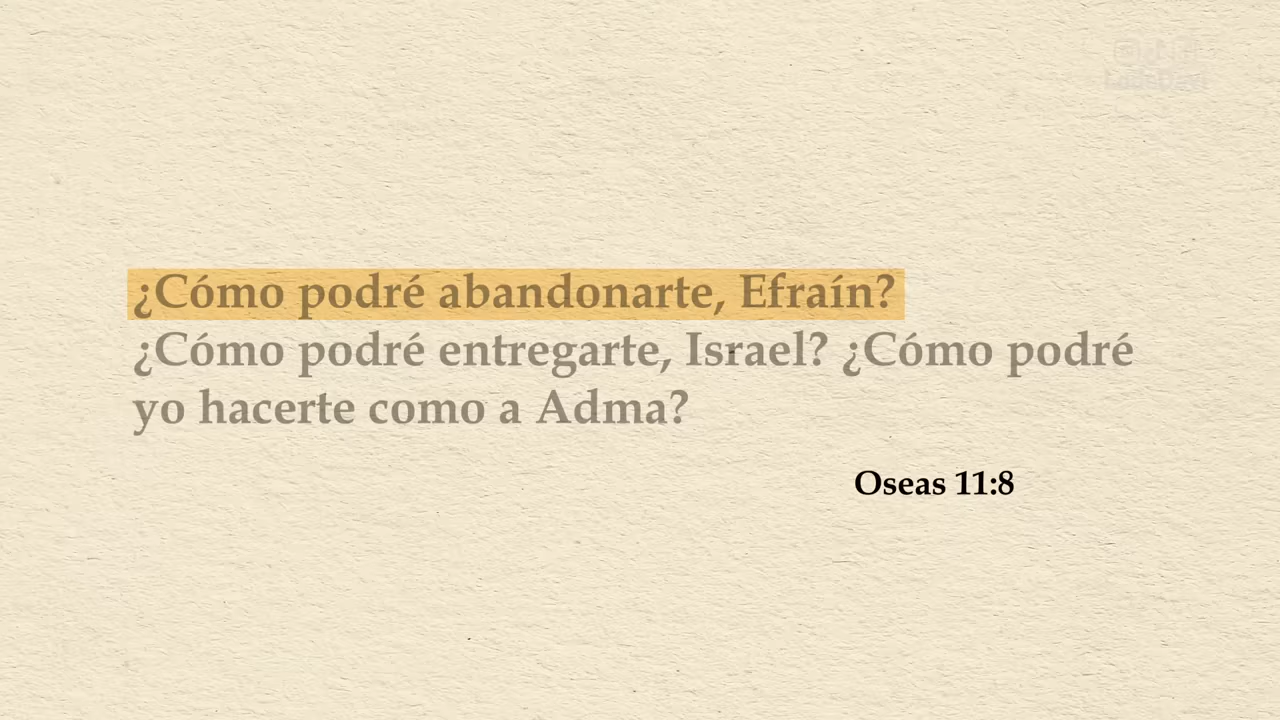 ¿Cómo podré abandonarte, Efraín?
¿Cómo podré entregarte, Israel? ¿Cómo podré
yo hacerte como a Adma?
Oseas 11:8